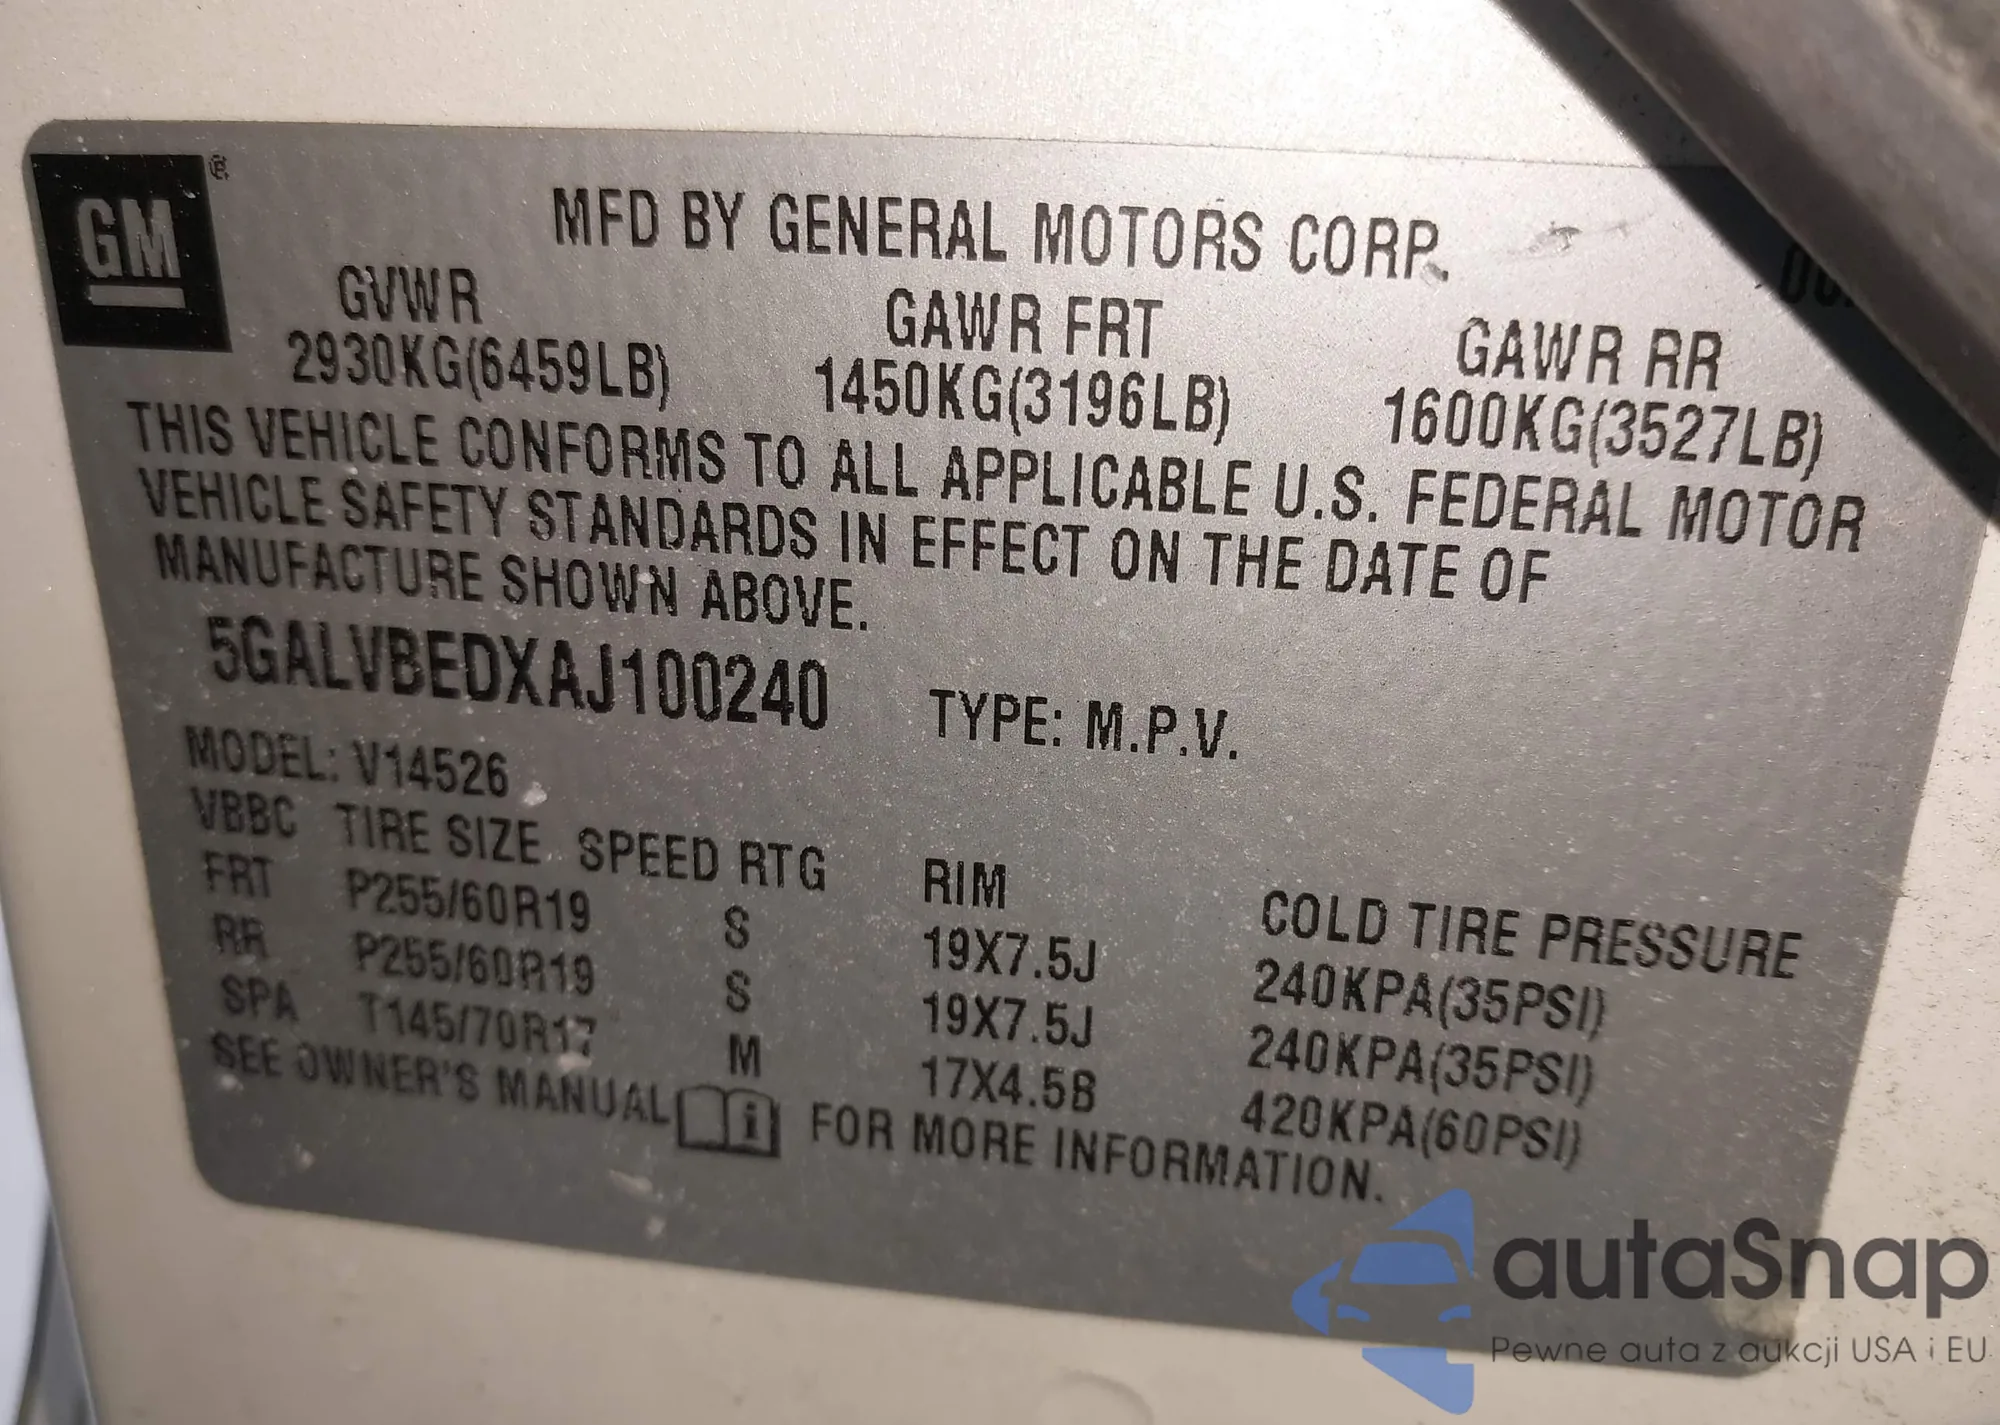 GM
MFD BY GENERAL MOTORS CORP.
GVWR GAWR FRT GAWR RR
2930KG(6459LB) 1450KG(3196LB) 1600KG(3527LB)
THIS VEHICLE CONFORMS TO ALL APPLICABLE U.S. FEDERAL MOTOR
VEHICLE SAFETY STANDARDS IN EFFECT ON THE DATE OF
MANUFACTURE SHOWN ABOVE.
5GALVBEDXAJ100240 TYPE: M.P.V.
MODEL: V14526
VBBC TIRE SIZE SPEED RTG RIM COLD TIRE PRESSURE
FRT P255/60R19 S 19X7.5J 240KPA(35PSI)
RR P255/60R19 S 19X7.5J 240KPA(35PSI)
SPA T145/70R17 M 17X4.5B 420KPA(60PSI)
SEE OWNER'S MANUAL i FOR MORE INFORMATION.
autaSnap
Pewne auta z aukcji USA i EU